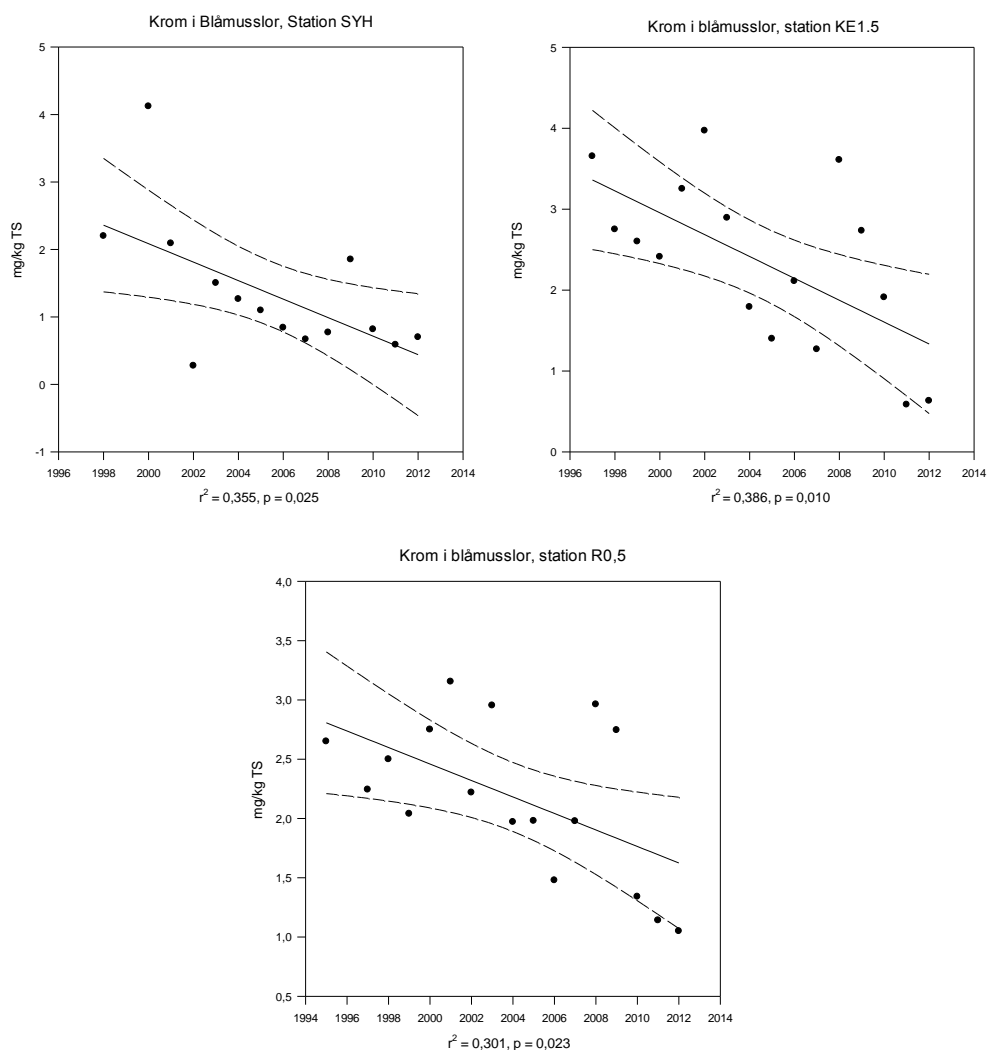 Krom i Blåmusslor, Station SYH
5
4
3
2
1
0
-1
mg/kg TS
1996 1998 2000 2002 2004 2006 2008 2010 2012 2014
r² = 0,355, p = 0,025
Krom i blåmusslor, station KE1.5
5
4
3
2
1
0
mg/kg TS
1996 1998 2000 2002 2004 2006 2008 2010 2012 2014
r² = 0,386, p = 0,010
Krom i blåmusslor, station R0,5
4,0
3,5
3,0
2,5
2,0
1,5
1,0
0,5
mg/kg TS
1994 1996 1998 2000 2002 2004 2006 2008 2010 2012 2014
r² = 0,301, p = 0,023